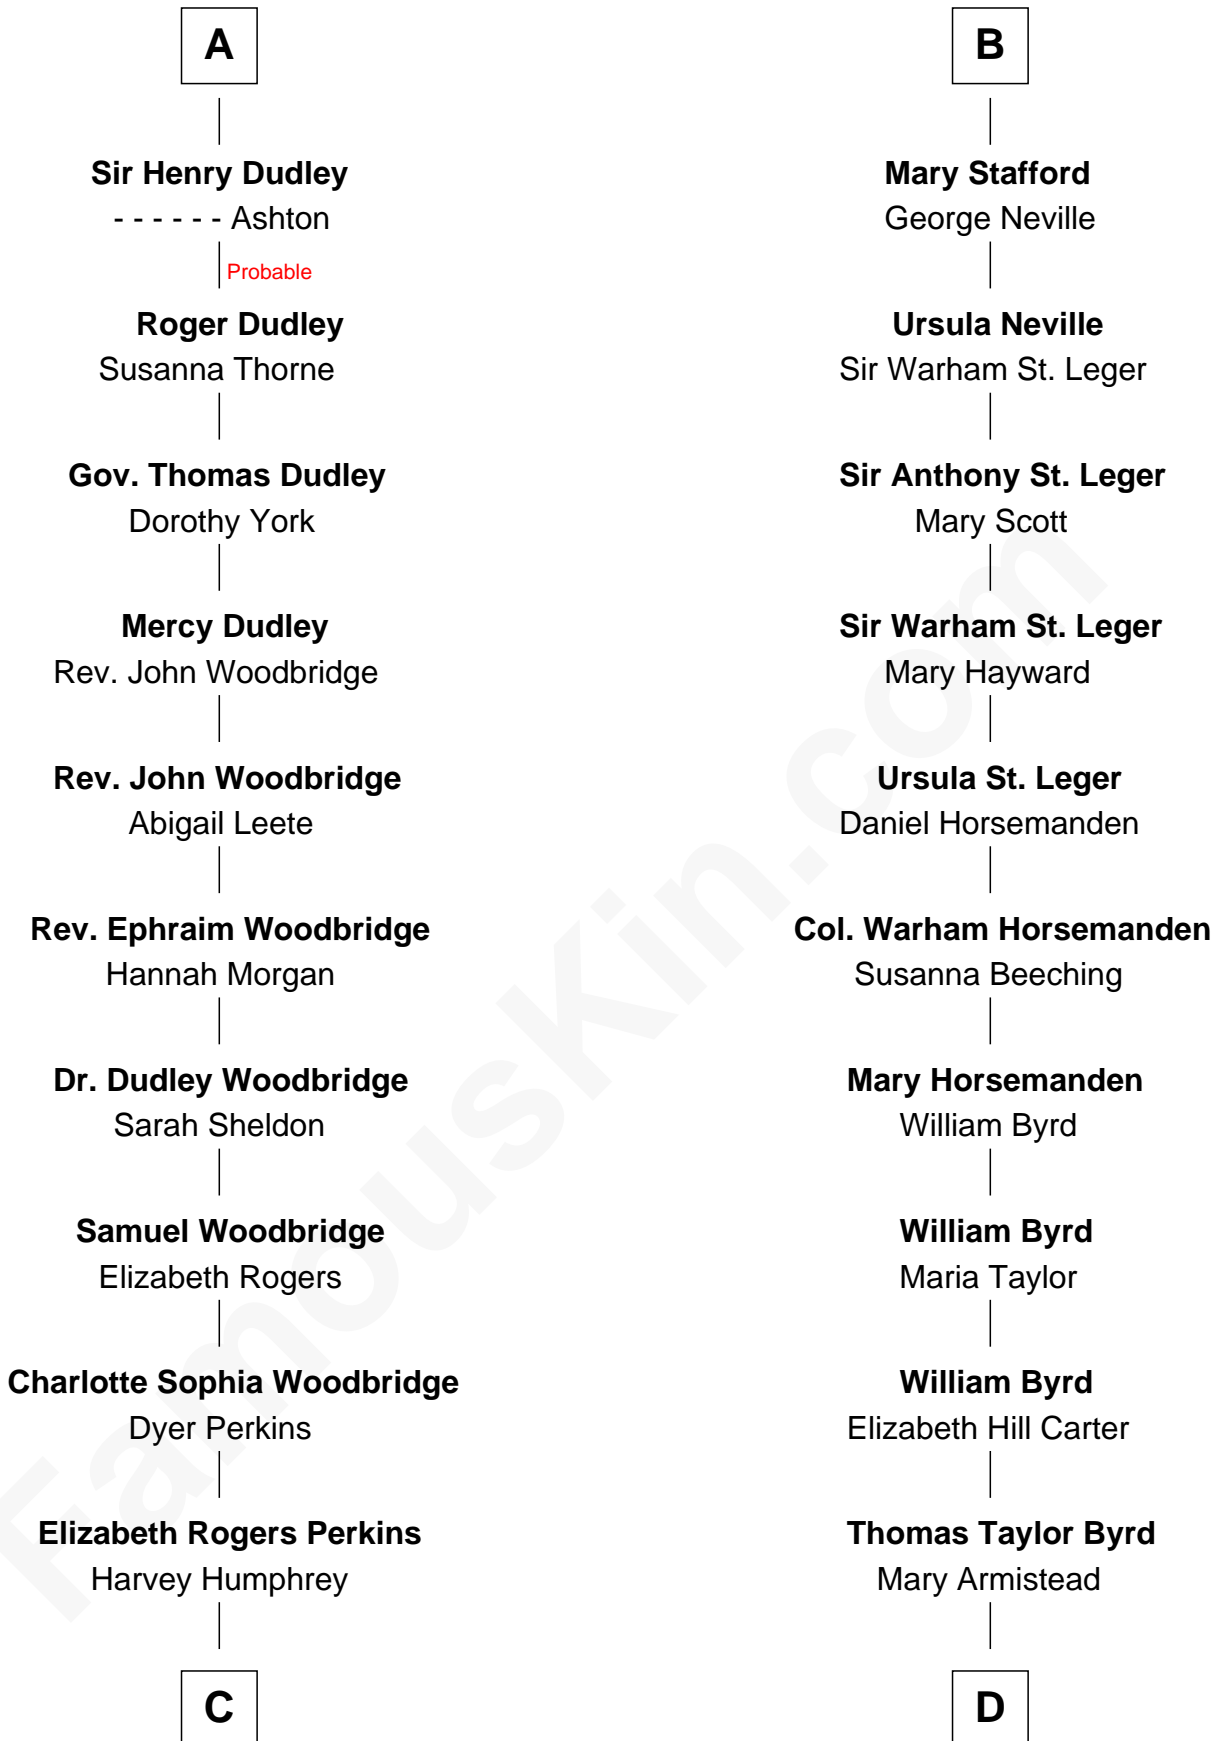 A
Sir Henry Dudley
- - - - - - Ashton
Probable
Roger Dudley
Susanna Thorne
Gov. Thomas Dudley
Dorothy York
Mercy Dudley
Rev. John Woodbridge
Rev. John Woodbridge
Abigail Leete
Rev. Ephraim Woodbridge
Hannah Morgan
Dr. Dudley Woodbridge
Sarah Sheldon
Samuel Woodbridge
Elizabeth Rogers
Charlotte Sophia Woodbridge
Dyer Perkins
Elizabeth Rogers Perkins
Harvey Humphrey
C
B
Mary Stafford
George Neville
Ursula Neville
Sir Warham St. Leger
Sir Anthony St. Leger
Mary Scott
Sir Warham St. Leger
Mary Hayward
Ursula St. Leger
Daniel Horsemanden
Col. Warham Horsemanden
Susanna Beeching
Mary Horsemanden
William Byrd
William Byrd
Maria Taylor
William Byrd
Elizabeth Hill Carter
Thomas Taylor Byrd
Mary Armistead
D
FamousKin.com